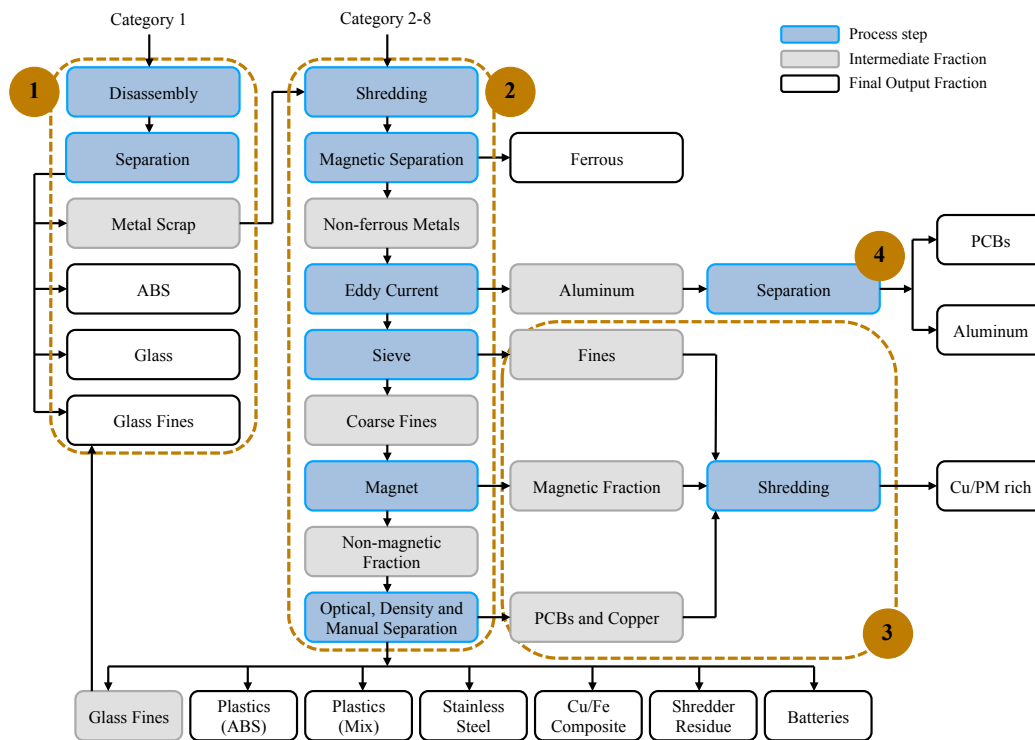 Category 1
Category 2-8
Process step
Intermediate Fraction
Final Output Fraction
1
Disassembly
Separation
Metal Scrap
ABS
Glass
Glass Fines
2
Shredding
Magnetic Separation
Ferrous
Non-ferrous Metals
Eddy Current
Aluminum
Separation
4
PCBs
Aluminum
Sieve
Fines
Coarse Fines
Magnet
Magnetic Fraction
Shredding
Cu/PM rich
Non-magnetic
Fraction
Optical, Density and
Manual Separation
PCBs and Copper
3
Glass Fines
Plastics
(ABS)
Plastics
(Mix)
Stainless
Steel
Cu/Fe
Composite
Shredder
Residue
Batteries